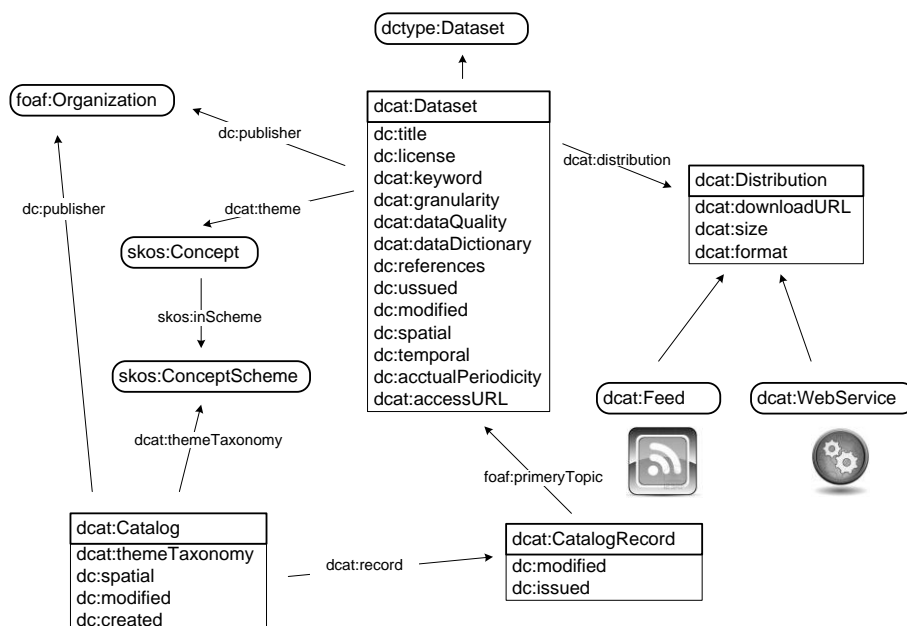 dctype:Dataset
foaf:Organization
dc:publisher
dc:publisher
dcat:Dataset
dc:title
dc:license
dcat:keyword
dcat:granularity
dcat:dataQuality
dcat:dataDictionary
dc:references
dc:ussued
dc:modified
dc:spatial
dc:temporal
dc:acctualPeriodicity
dcat:accessURL
dcat:distribution
dcat:Distribution
dcat:downloadURL
dcat:size
dcat:format
dcat:theme
skos:Concept
skos:inScheme
skos:ConceptScheme
dcat:themeTaxonomy
dcat:Feed
dcat:WebService
foaf:primeryTopic
dcat:Catalog
dcat:themeTaxonomy
dc:spatial
dc:modified
dc:created
dcat:record
dcat:CatalogRecord
dc:modified
dc:issued